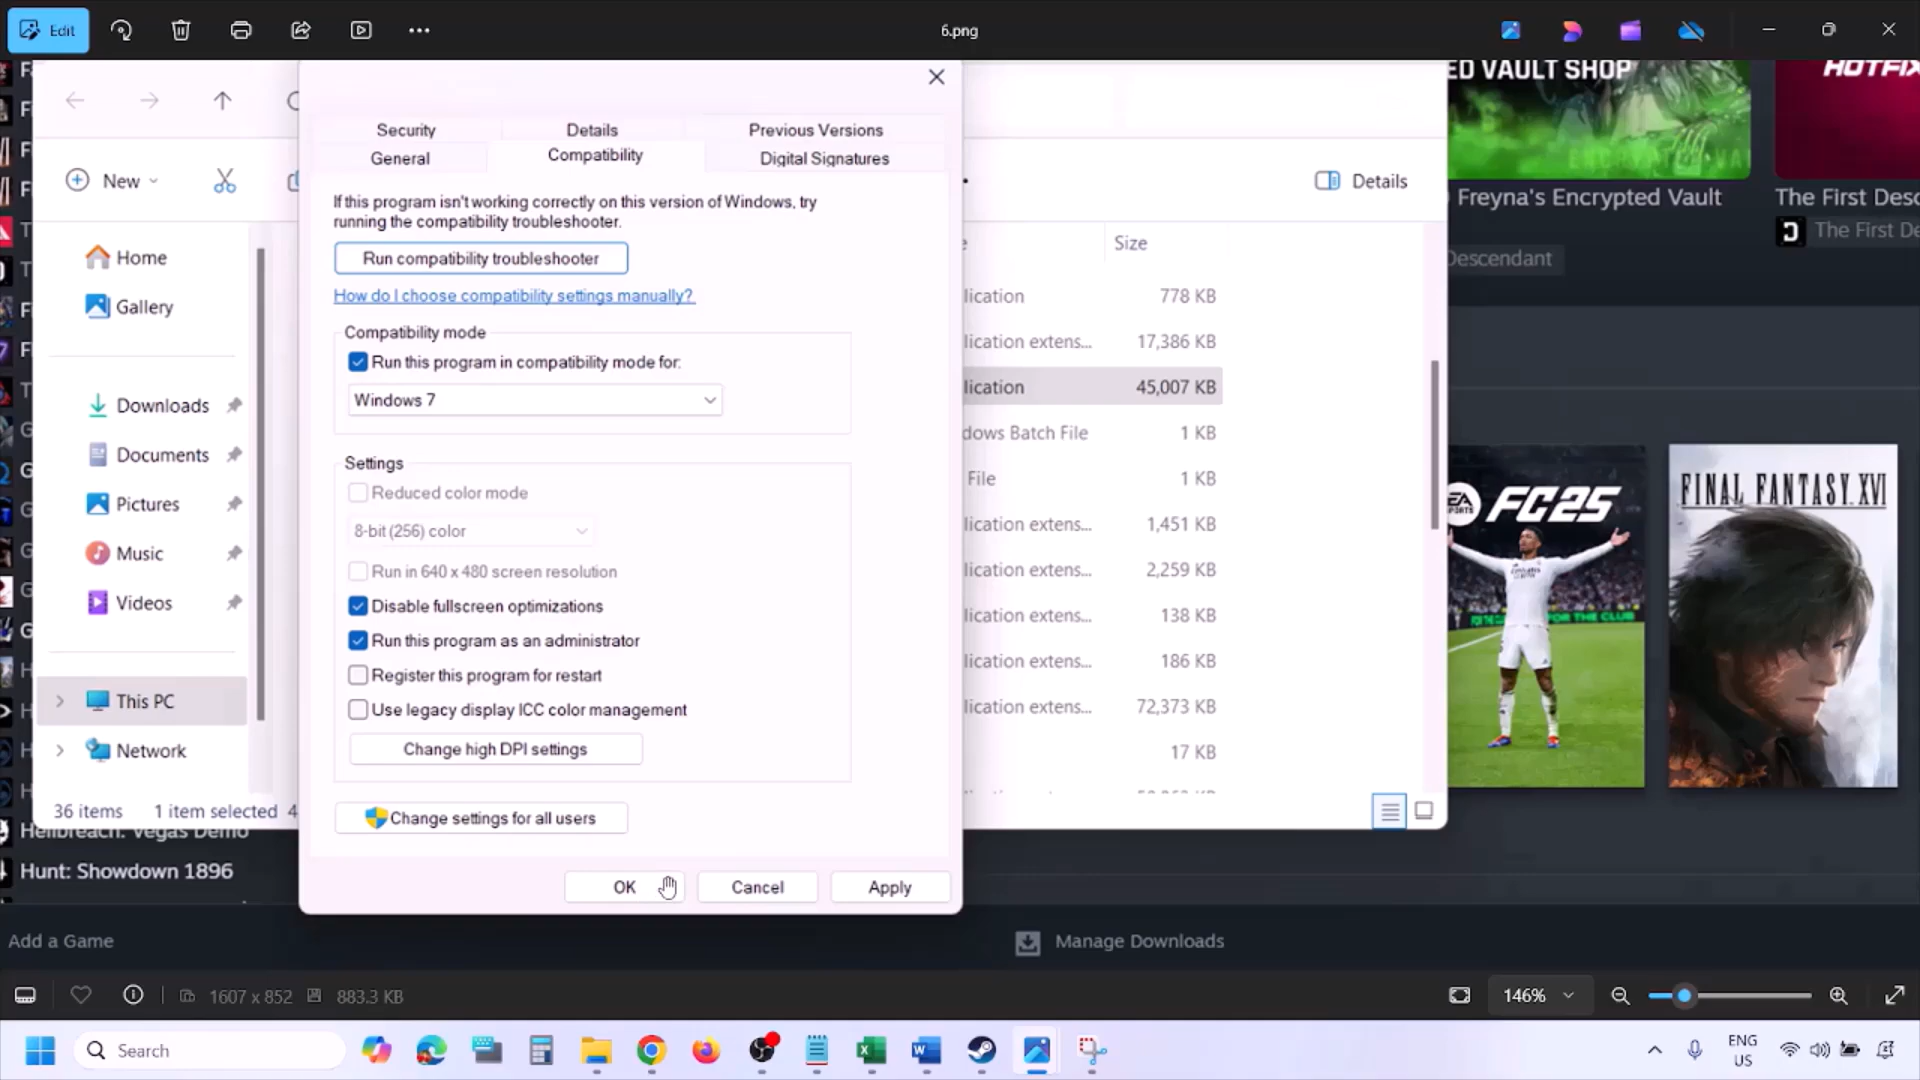 Edit
6.png
New
Home
Gallery
Downloads
Documents
Pictures
Music
Videos
This PC
Network
36 items 1 item selected 4
Hellbreach: Vegas Demo
Hunt: Showdown 1896
Security
Details
Previous Versions
General
Compatibility
Digital Signatures
If this program isn't working correctly on this version of Windows, try
running the compatibility troubleshooter.
Run compatibility troubleshooter
How do I choose compatibility settings manually?
Compatibility mode
Run this program in compatibility mode for:
Windows 7
Settings
Reduced color mode
8-bit (256) color
Run in 640 x 480 screen resolution
Disable fullscreen optimizations
Run this program as an administrator
Register this program for restart
Use legacy display ICC color management
Change high DPI settings
Change settings for all users
OK
Cancel
Apply
Details
Size
lication 778 KB
lication extens... 17,386 KB
lication 45,007 KB
dows Batch File 1 KB
File 1 KB
lication extens... 1,451 KB
lication extens... 2,259 KB
lication extens... 138 KB
lication extens... 186 KB
lication extens... 72,373 KB
17 KB
ED VAULT SHOP
HOTFIX
Freyna's Encrypted Vault
The First Desc
The First De
Descendant
EA SPORTS FC25
FINAL FANTASY XVI
Add a Game
Manage Downloads
1607 x 852
883.3 KB
146%
Search
ENG
US